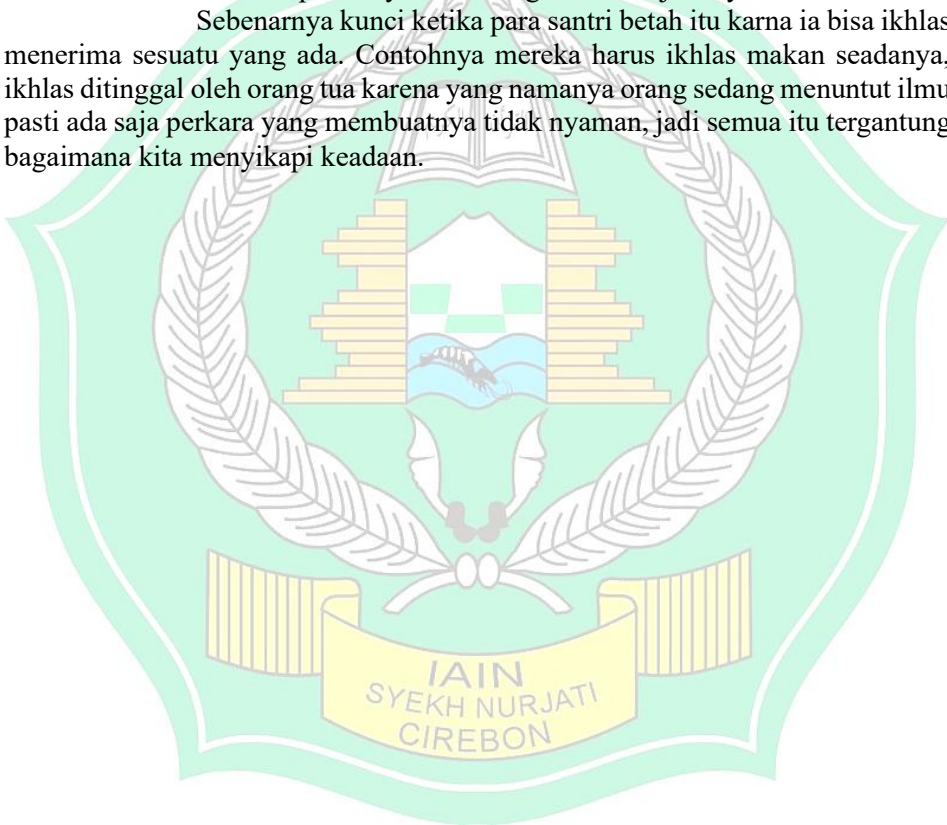 Sebenarnya kunci ketika para santri betah itu karna ia bisa ikhlas
menerima sesuatu yang ada. Contohnya mereka harus ikhlas makan seadanya,
ikhlas ditinggal oleh orang tua karena yang namanya orang sedang menuntut ilmu
pasti ada saja perkara yang membuatnya tidak nyaman, jadi semua itu tergantung
bagaimana kita menyikapi keadaan.
IAIN
SYEKH NURJATI
CIREBON